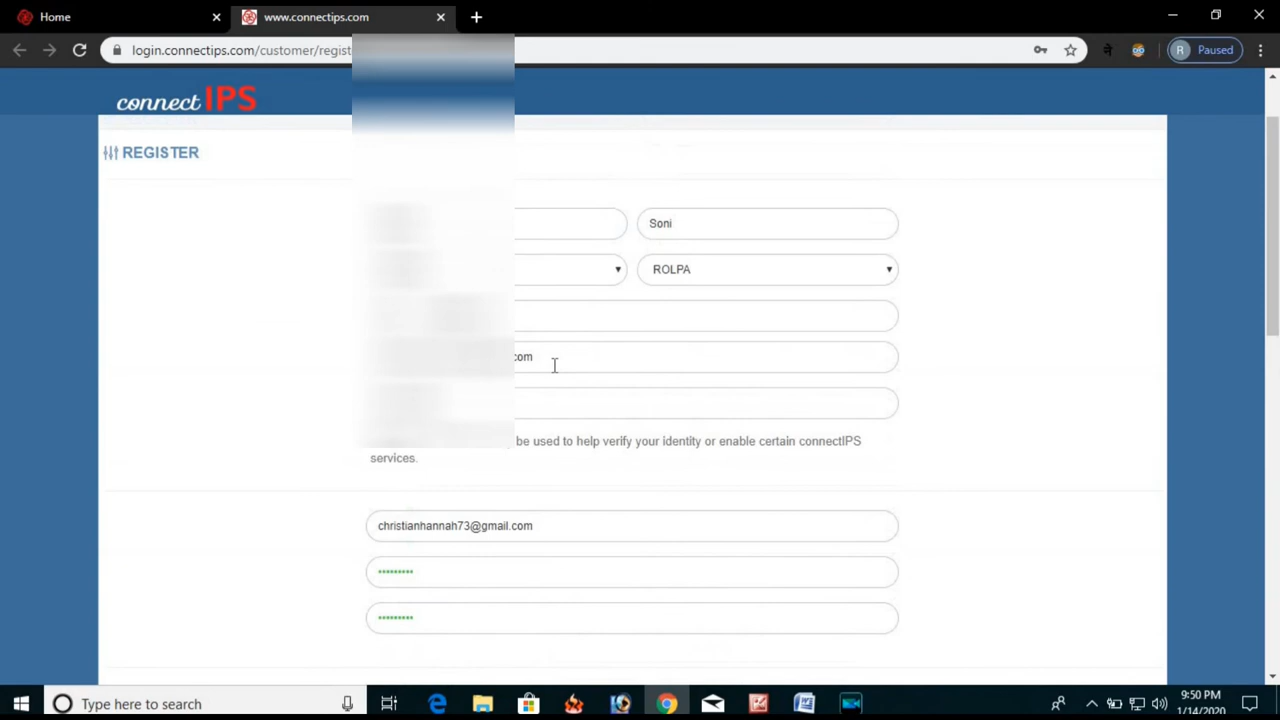 Home
www.connectips.com
login.connectips.com/customer/regist
R Paused
connectIPS
REGISTER
Soni
ROLPA
.com
be used to help verify your identity or enable certain connectIPS
services.
christianhannah73@gmail.com
Type here to search
9:50 PM
1/14/2020